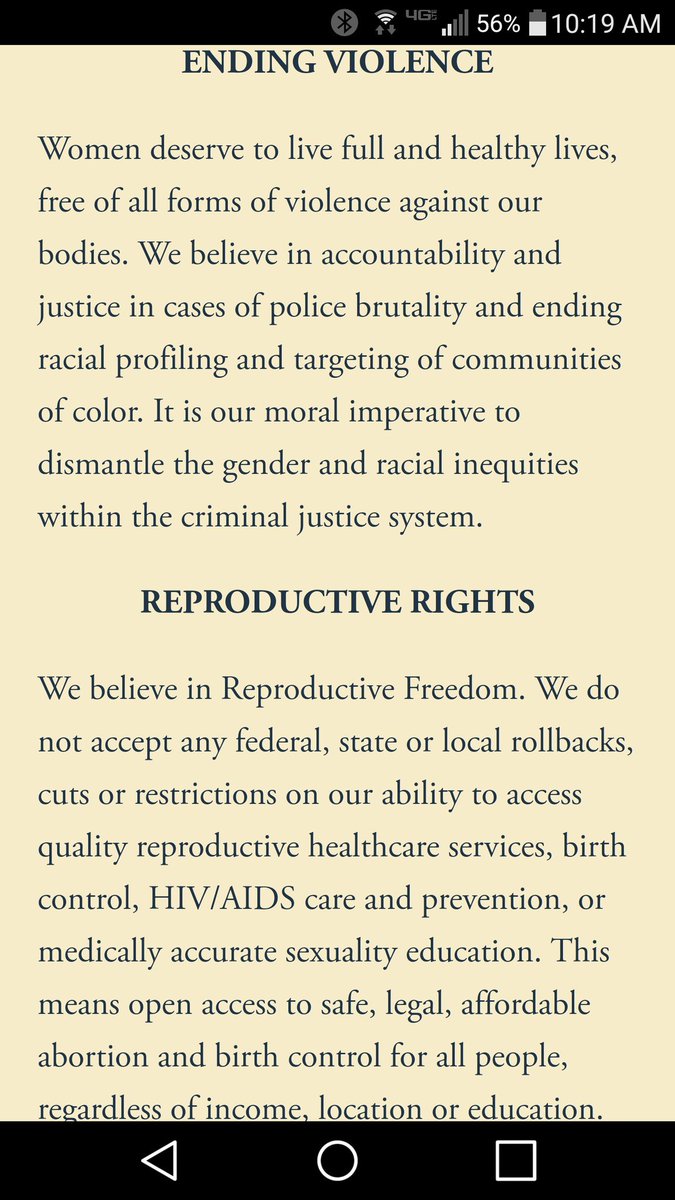 4G 56% 10:19 AM
ENDING VIOLENCE
Women deserve to live full and healthy lives,
free of all forms of violence against our
bodies. We believe in accountability and
justice in cases of police brutality and ending
racial profiling and targeting of communities
of color. It is our moral imperative to
dismantle the gender and racial inequities
within the criminal justice system.
REPRODUCTIVE RIGHTS
We believe in Reproductive Freedom. We do
not accept any federal, state or local rollbacks,
cuts or restrictions on our ability to access
quality reproductive healthcare services, birth
control, HIV/AIDS care and prevention, or
medically accurate sexuality education. This
means open access to safe, legal, affordable
abortion and birth control for all people,
regardless of income, location or education.